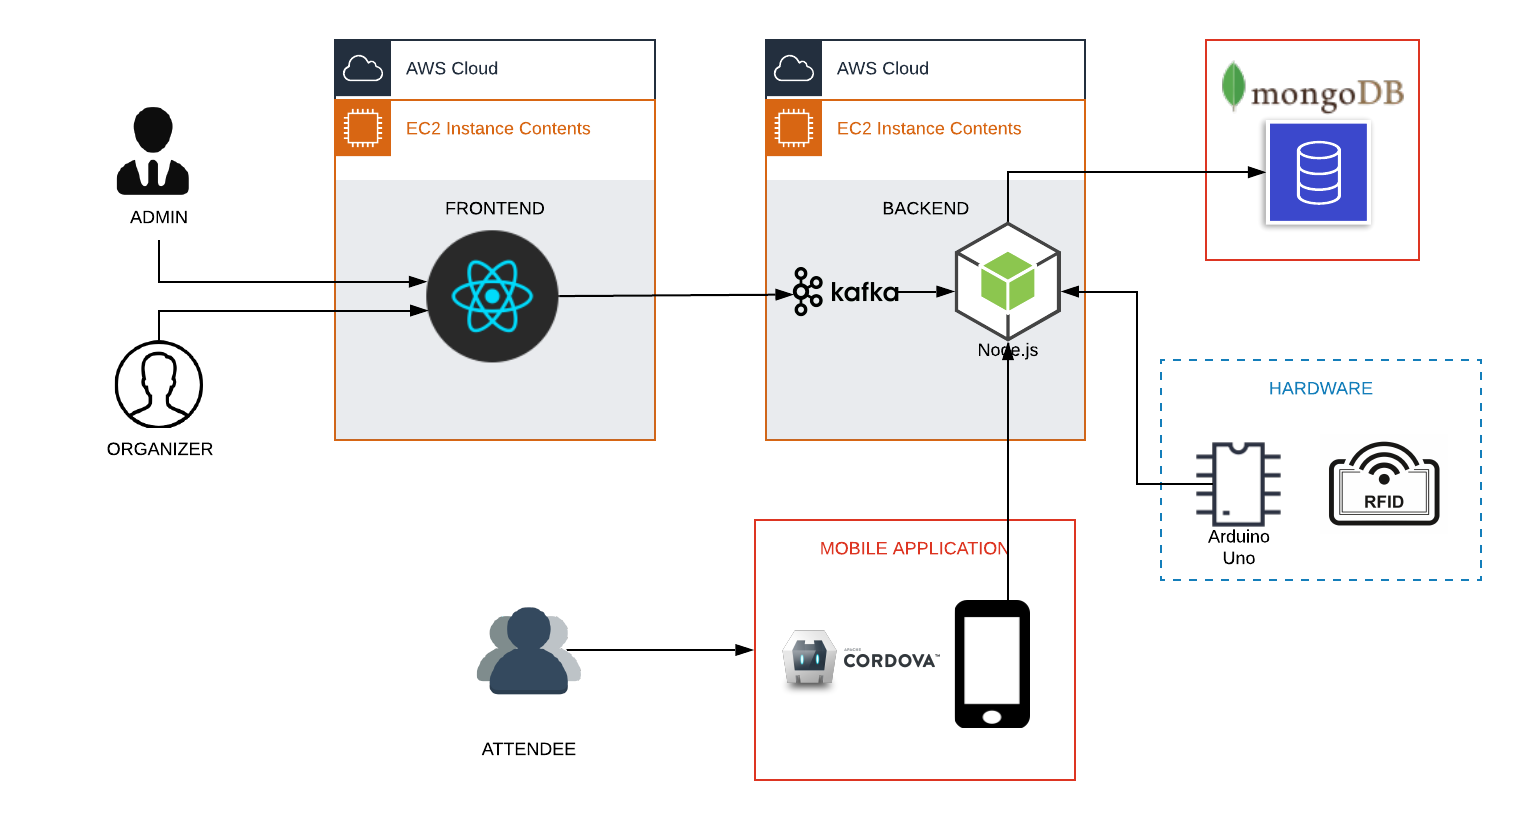 AWS Cloud
EC2 Instance Contents
FRONTEND
AWS Cloud
EC2 Instance Contents
BACKEND
kafka
Node.js
mongoDB
ADMIN
ORGANIZER
HARDWARE
RFID
Arduino
Uno
MOBILE APPLICATION
APACHE
CORDOVA™
ATTENDEE